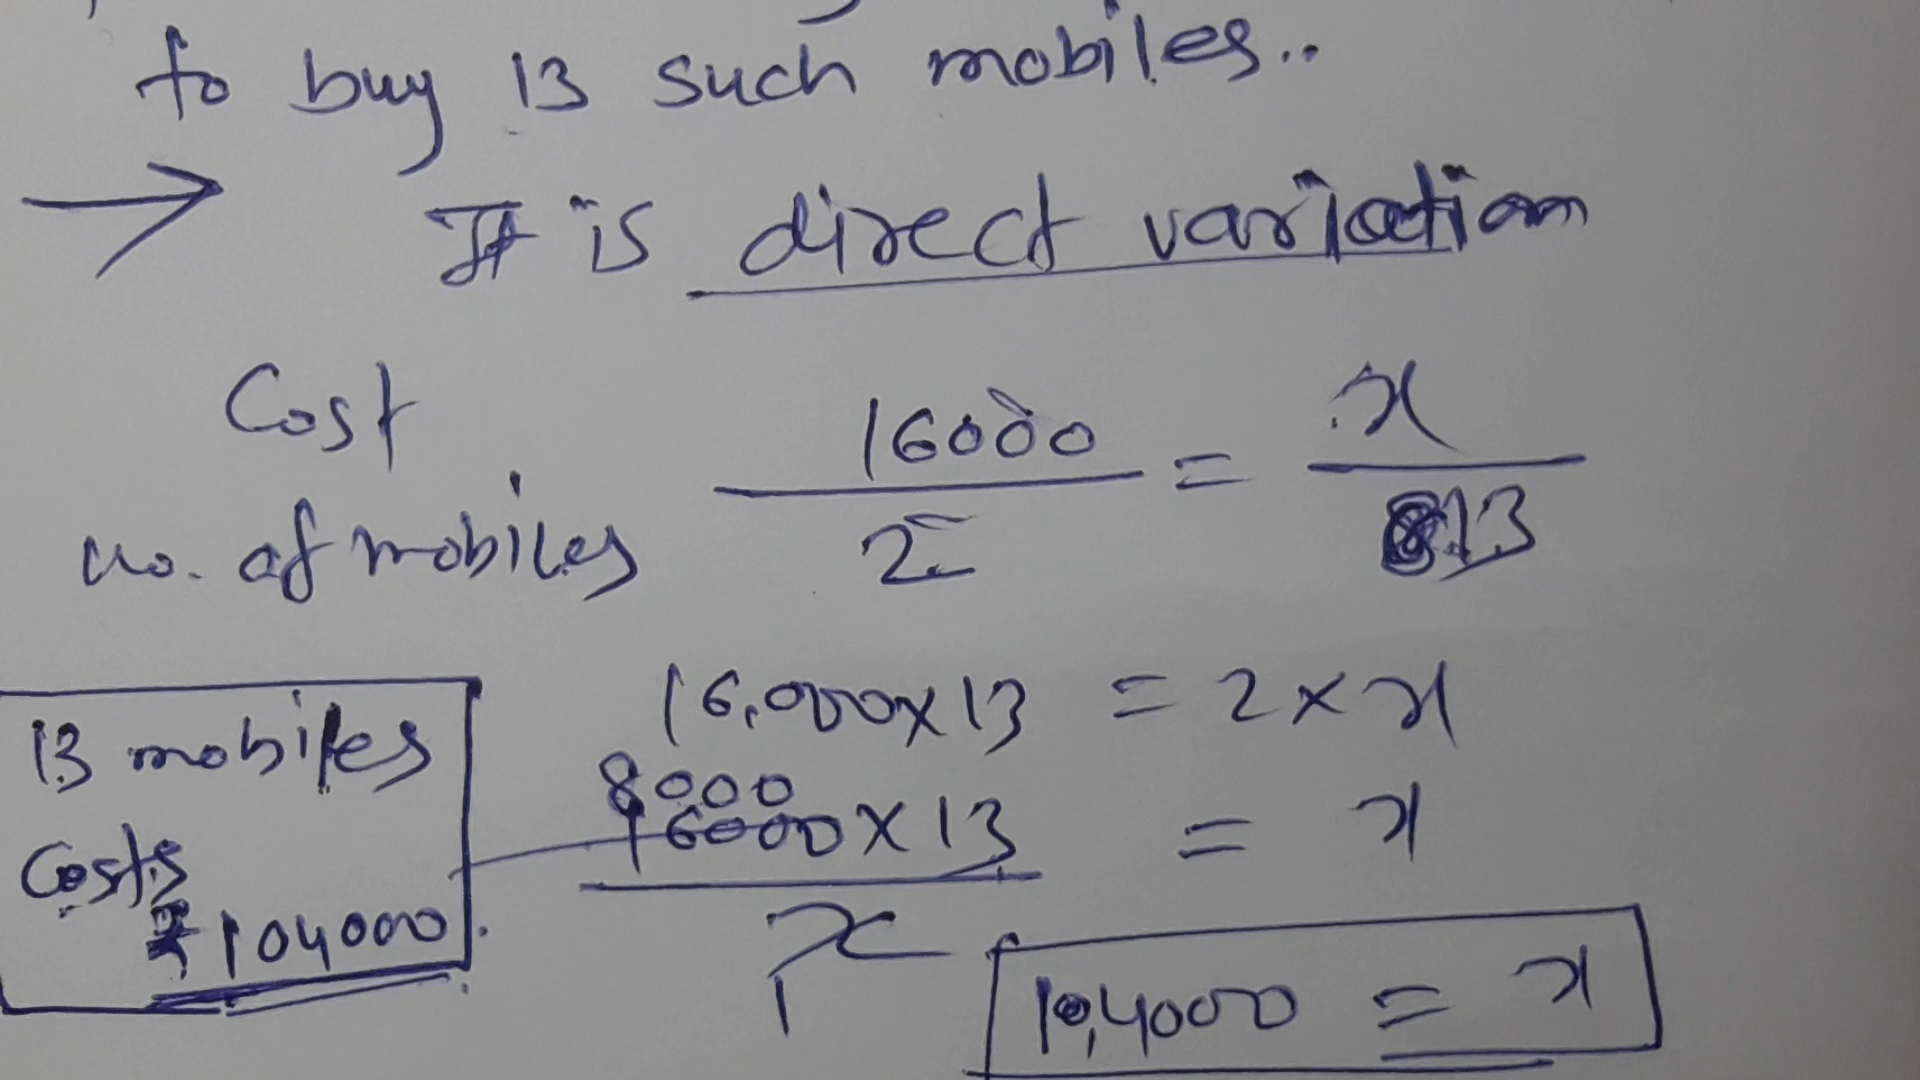 to buy 13 such mobiles..
→ It is direct variation
Cost 16000 = x
no. of mobiles 2 13
16,000 x 13 = 2 x x
8000
16000 x 13 = x
2
1
10,4000 = x
13 mobiles
Costs
₹ 104000.